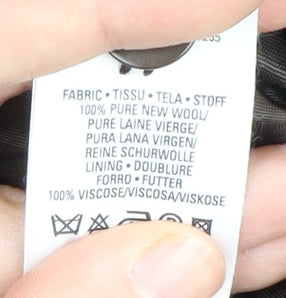 FABRIC • TISSU • TELA • STOFF
100% PURE NEW WOOL/
PURE LAINE VIERGE/
PURA LANA VIRGEN/
REINE SCHURWOLLE
LINING • DOUBLURE
FORRO • FUTTER
100% VISCOSE/VISCOSA/VISKOSE